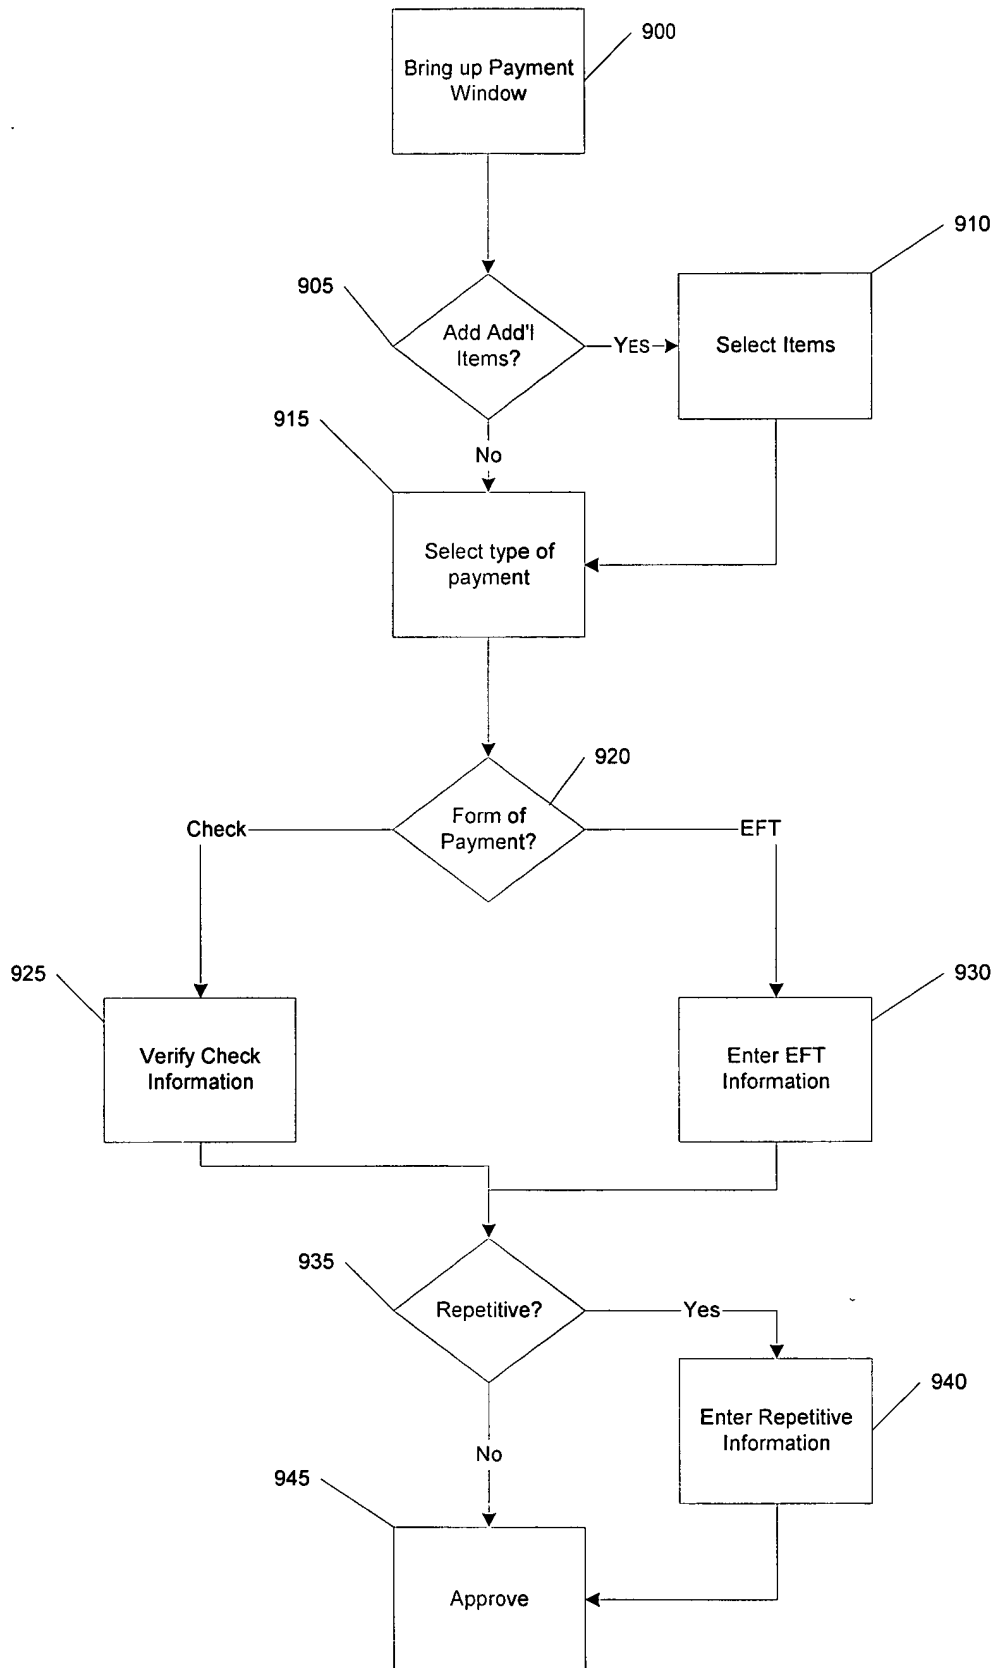 900
Bring up Payment
Window
910
905
Add Add'l
Items?
YES
Select Items
915
No
Select type of
payment
920
Form of
Payment?
Check
EFT
925
930
Verify Check
Information
Enter EFT
Information
935
Repetitive?
Yes
940
Enter Repetitive
Information
No
945
Approve